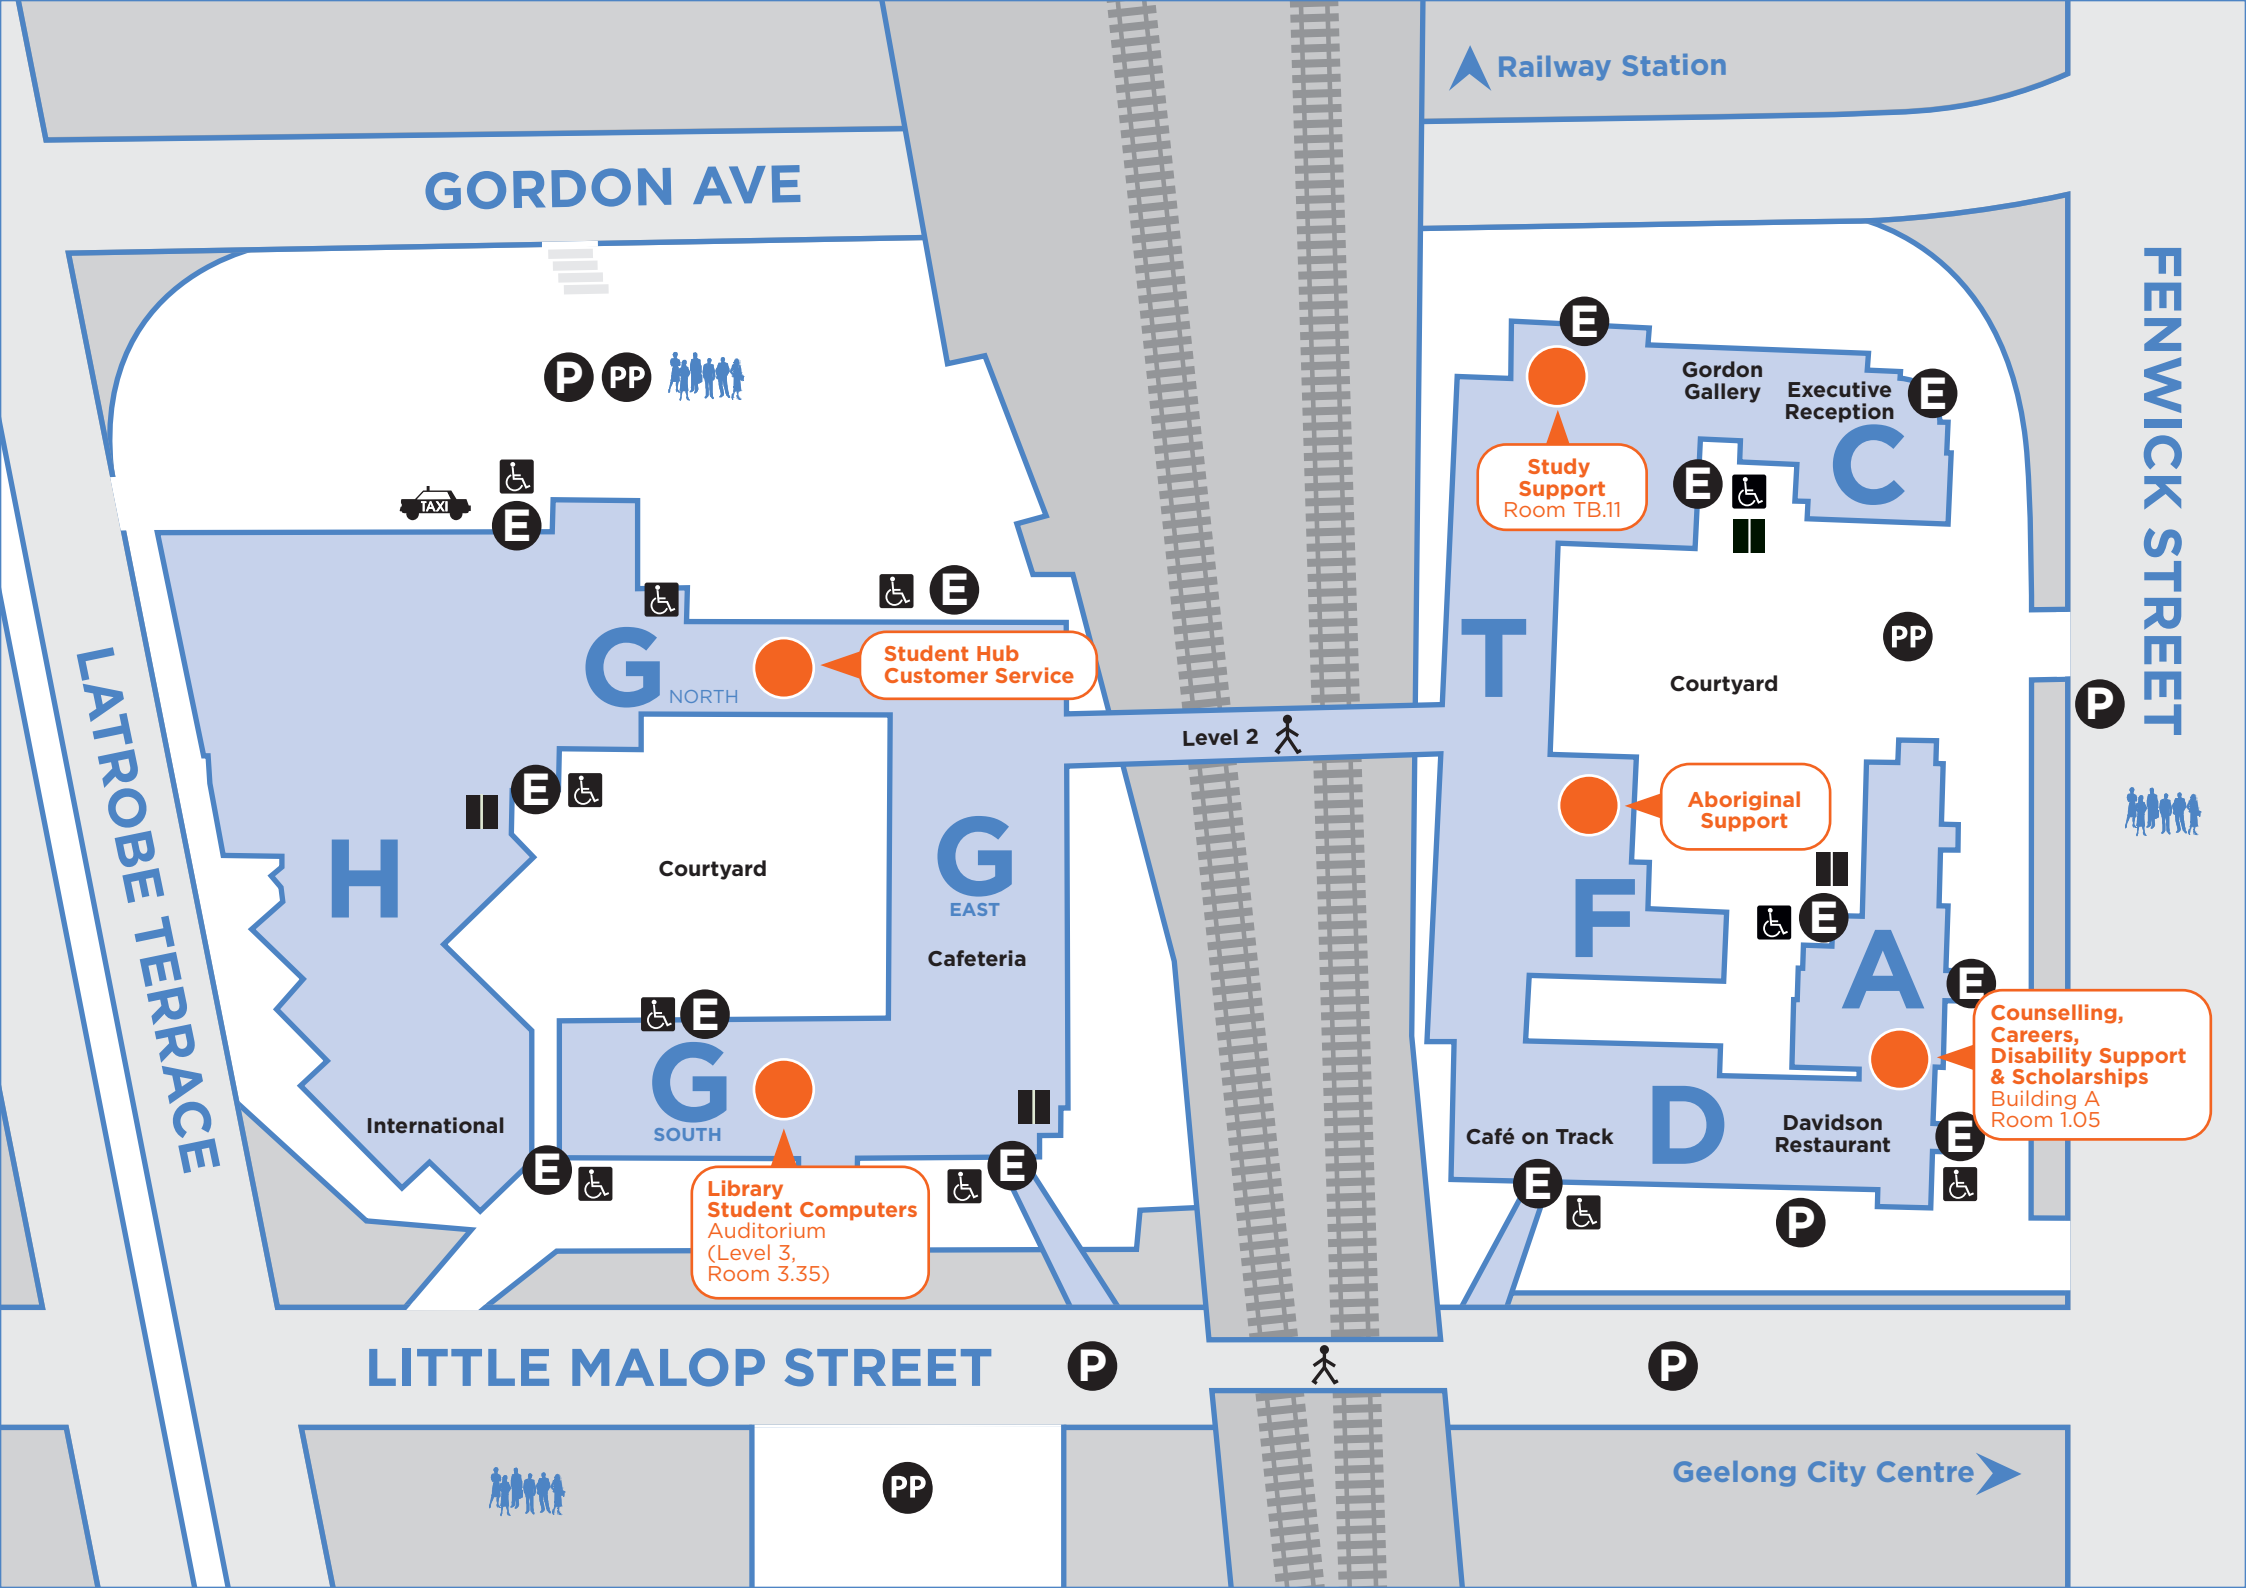 Railway Station
GORDON AVE
FENWICK STREET
LATROBE TERRACE
E
P
PP
Gordon
Gallery
Executive
Reception
E
C
Study
Support
Room TB.11
E
TAXI
E
E
G
NORTH
Student Hub
Customer Service
T
PP
Courtyard
P
Level 2
E
Aboriginal
Support
H
Courtyard
G
EAST
Cafeteria
F
E
A
E
E
G
SOUTH
Counselling,
Careers,
Disability Support
& Scholarships
Building A
Room 1.05
International
Café on Track
D
Davidson
Restaurant
E
E
E
E
P
Library
Student Computers
Auditorium
(Level 3,
Room 3.35)
LITTLE MALOP STREET
P
P
PP
Geelong City Centre